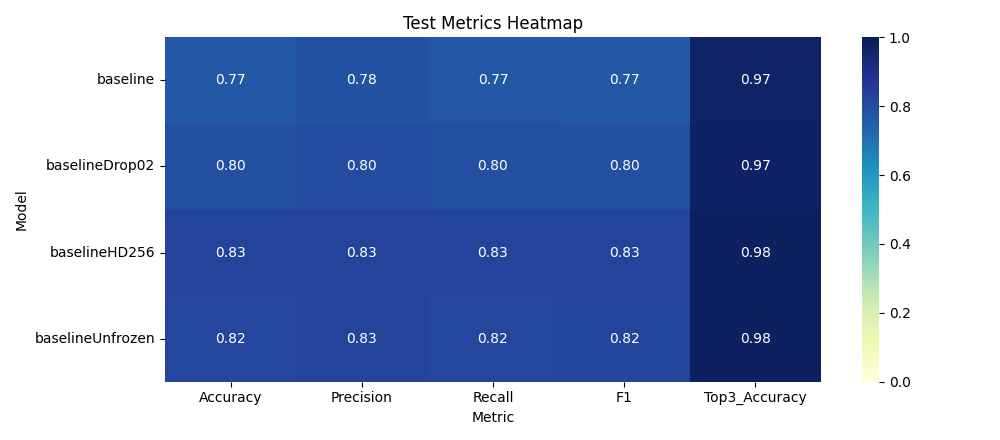 Test Metrics Heatmap
baseline 0.77 0.78 0.77 0.77 0.97
baselineDrop02 0.80 0.80 0.80 0.80 0.97
baselineHD256 0.83 0.83 0.83 0.83 0.98
baselineUnfrozen 0.82 0.83 0.82 0.82 0.98
Model
Accuracy Precision Recall F1 Top3_Accuracy
Metric
1.0
0.8
0.6
0.4
0.2
0.0